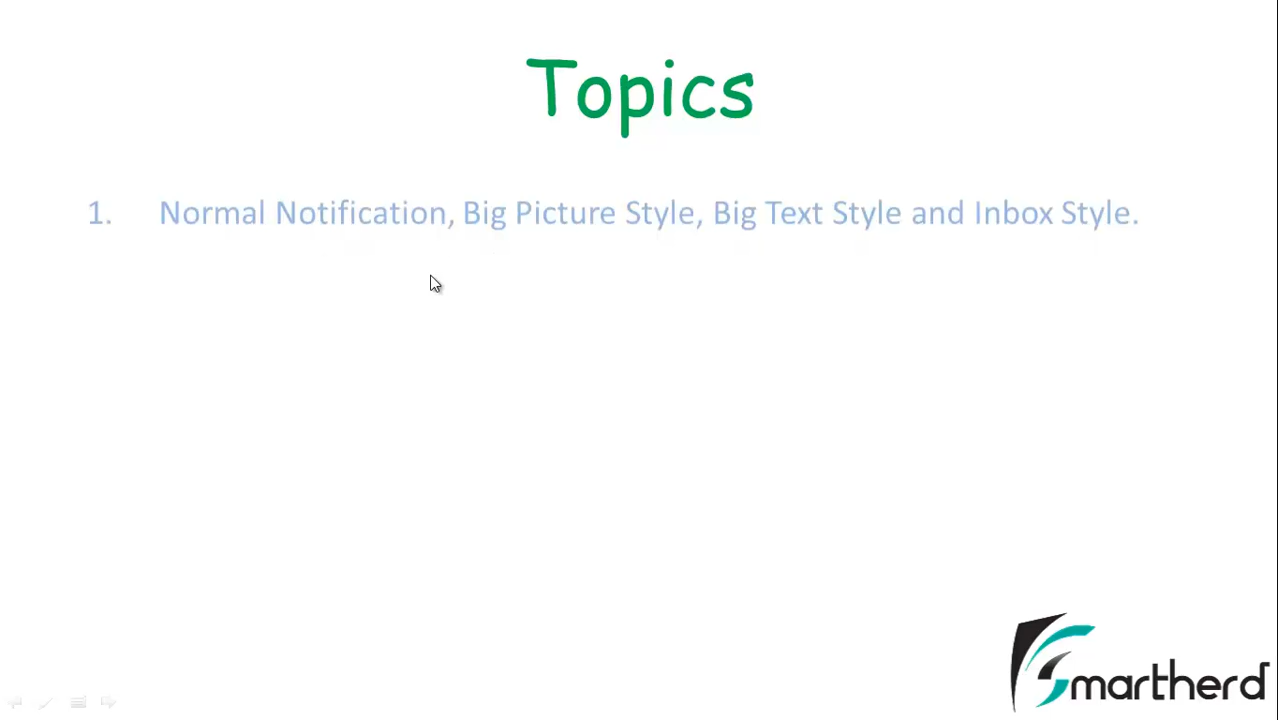 Topics
1. Normal Notification, Big Picture Style, Big Text Style and Inbox Style.
Smartherd